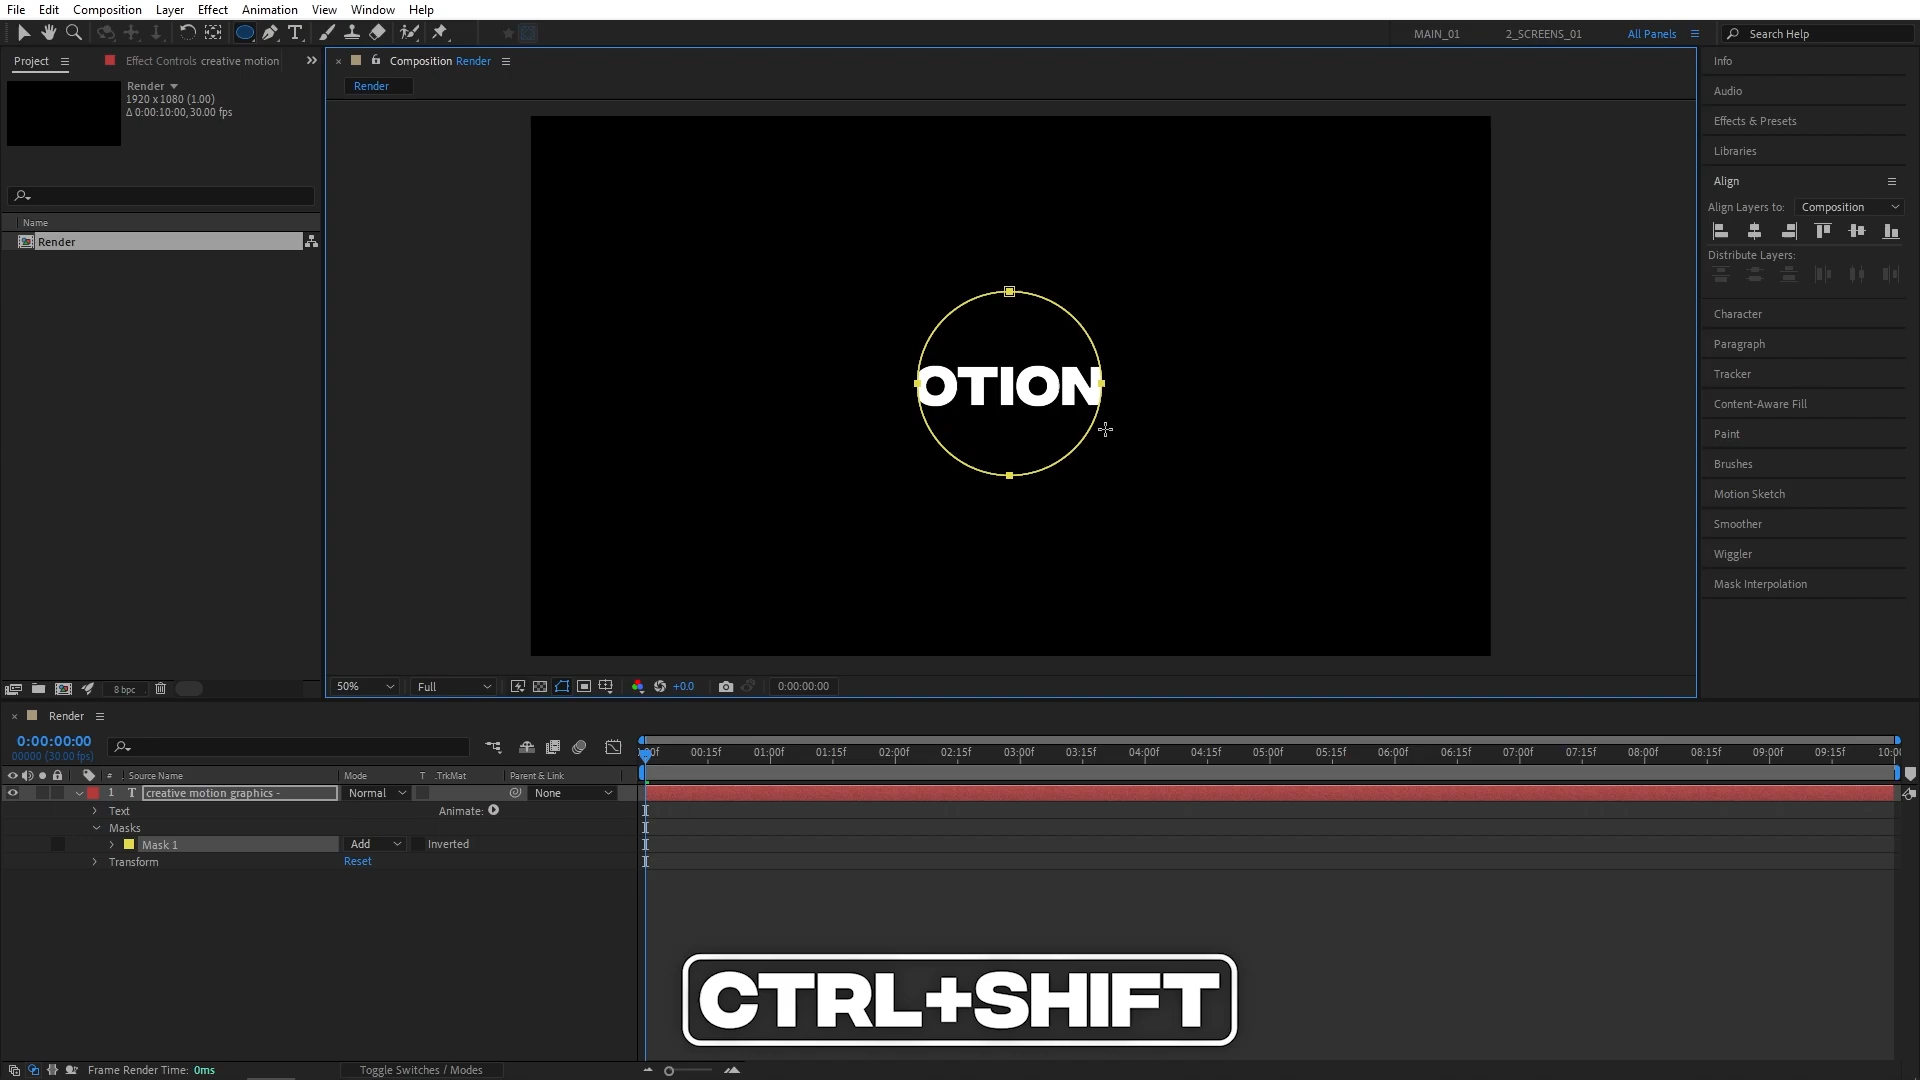 File Edit Composition Layer Effect Animation View Window Help
MAIN_01 2_SCREENS_01 All Panels Search Help
Project Effect Controls creative motion
Composition Render
Render
Render
1920 x 1080 (1.00)
Δ 0:00:10:00, 30.00 fps
Name
Render
8 bpc
OTION
50% Full +0.0 0:00:00:00
Info
Audio
Effects & Presets
Libraries
Align
Align Layers to: Composition
Distribute Layers:
Character
Paragraph
Tracker
Content-Aware Fill
Paint
Brushes
Motion Sketch
Smoother
Wiggler
Mask Interpolation
Render
0:00:00:00
00000 (30.00 fps)
00:15f 01:00f 01:15f 02:00f 02:15f 03:00f 03:15f 04:00f 04:15f 05:00f 05:15f 06:00f 06:15f 07:00f 07:15f 08:00f 08:15f 09:00f 09:15f
# Source Name Mode T .TrkMat Parent & Link
1 T creative motion graphics - Normal None
Text Animate:
Masks
Mask 1 Add Inverted
Transform Reset
CTRL+SHIFT
Frame Render Time: 0ms Toggle Switches / Modes